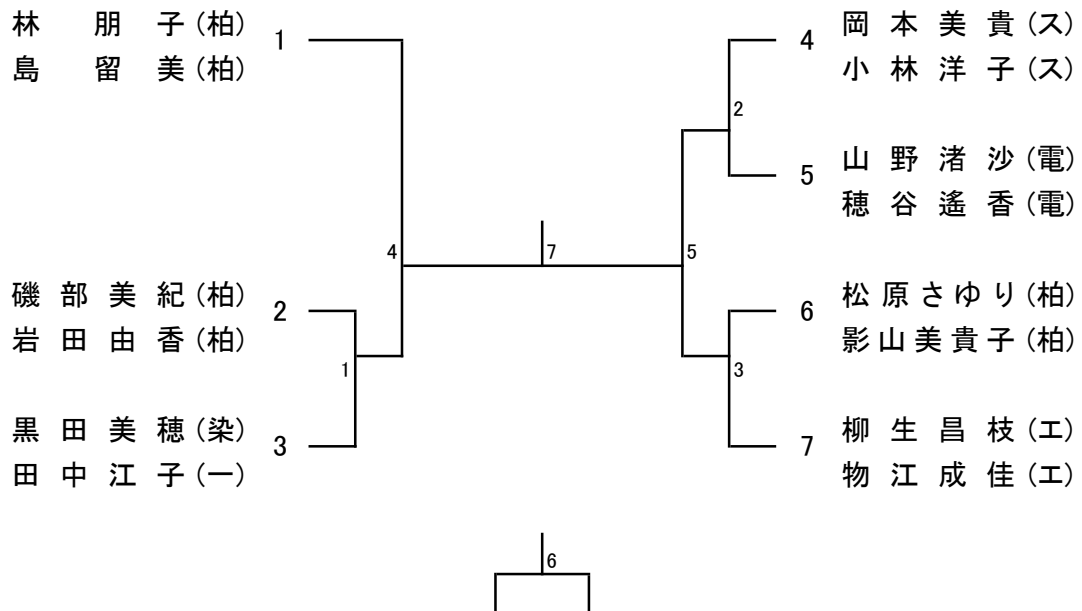 林朋子(柏)
島留美(柏)
1
磯部美紀(柏)
岩田由香(柏)
2
黒田美穂(染)
田中江子(一)
3
1
4
7
岡本美貴(ス)
小林洋子(ス)
4
山野渚沙(電)
穂谷遙香(電)
5
松原さゆり(柏)
影山美貴子(柏)
6
柳生昌枝(エ)
物江成佳(エ)
7
2
5
3
6